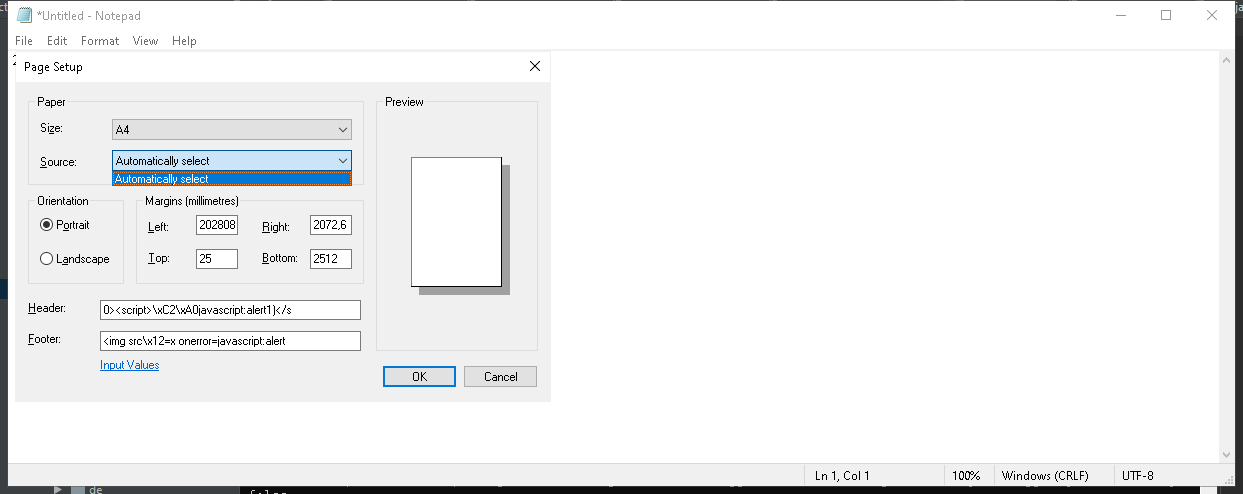 *Untitled - Notepad
File Edit Format View Help
Page Setup
Paper
Size: A4
Source: Automatically select
Automatically select
Orientation
Portrait
Landscape
Margins (millimetres)
Left: 202808 Right: 2072,6
Top: 25 Bottom: 2512
Header: 0><script>\xC2\xA0javascript:alert1)</s
Footer: <img src\x12=x onerror=javascript:alert
Input Values
Preview
OK Cancel
Ln 1, Col 1 100% Windows (CRLF) UTF-8
de